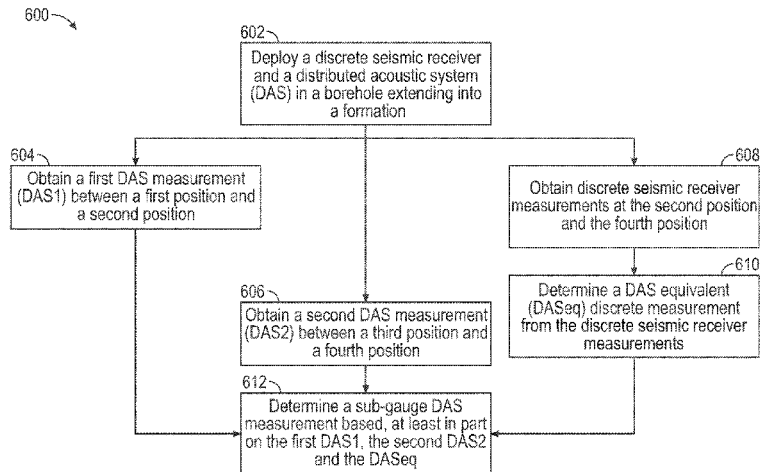 600
602
Deploy a discrete seismic receiver
and a distributed acoustic system
(DAS) in a borehole extending into
a formation
604
Obtain a first DAS measurement
(DAS1) between a first position and
a second position
608
Obtain discrete seismic receiver
measurements at the second position
and the fourth position
606
Obtain a second DAS measurement
(DAS2) between a third position and
a fourth position
610
Determine a DAS equivalent
(DASeq) discrete measurement
from the discrete seismic receiver
measurements
612
Determine a sub-gauge DAS
measurement based, at least in part
on the first DAS1, the second DAS2
and the DASeq